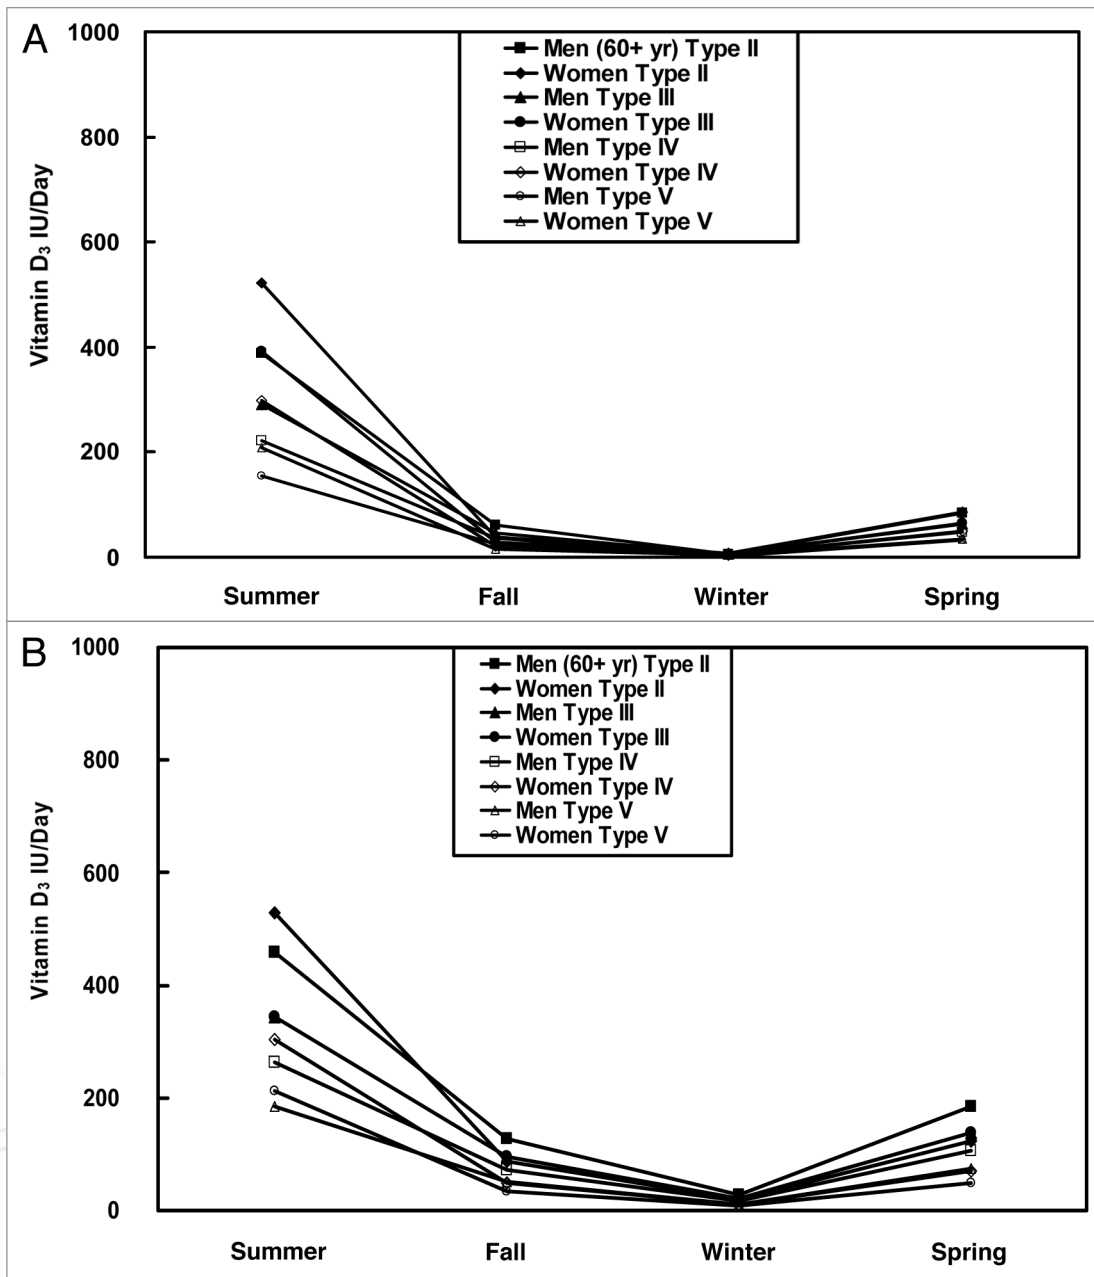 A
1000
800
600
400
200
0
Vitamin D₃ IU/Day
Men (60+ yr) Type II
Women Type II
Men Type III
Women Type III
Men Type IV
Women Type IV
Men Type V
Women Type V
Summer Fall Winter Spring
B
1000
800
600
400
200
0
Vitamin D₃ IU/Day
Men (60+ yr) Type II
Women Type II
Men Type III
Women Type III
Men Type IV
Women Type IV
Men Type V
Women Type V
Summer Fall Winter Spring